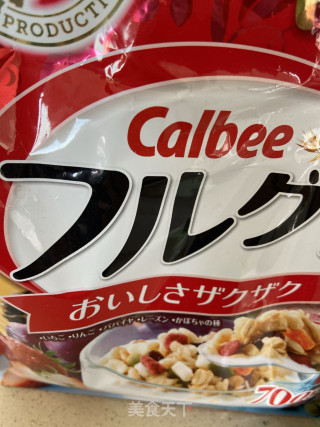 PRODUCTI
Calbee
フルグ
おいしさザクザク
•いちご •りんご •パパイヤ •レーズン •かぼちゃの種
700
美食天下